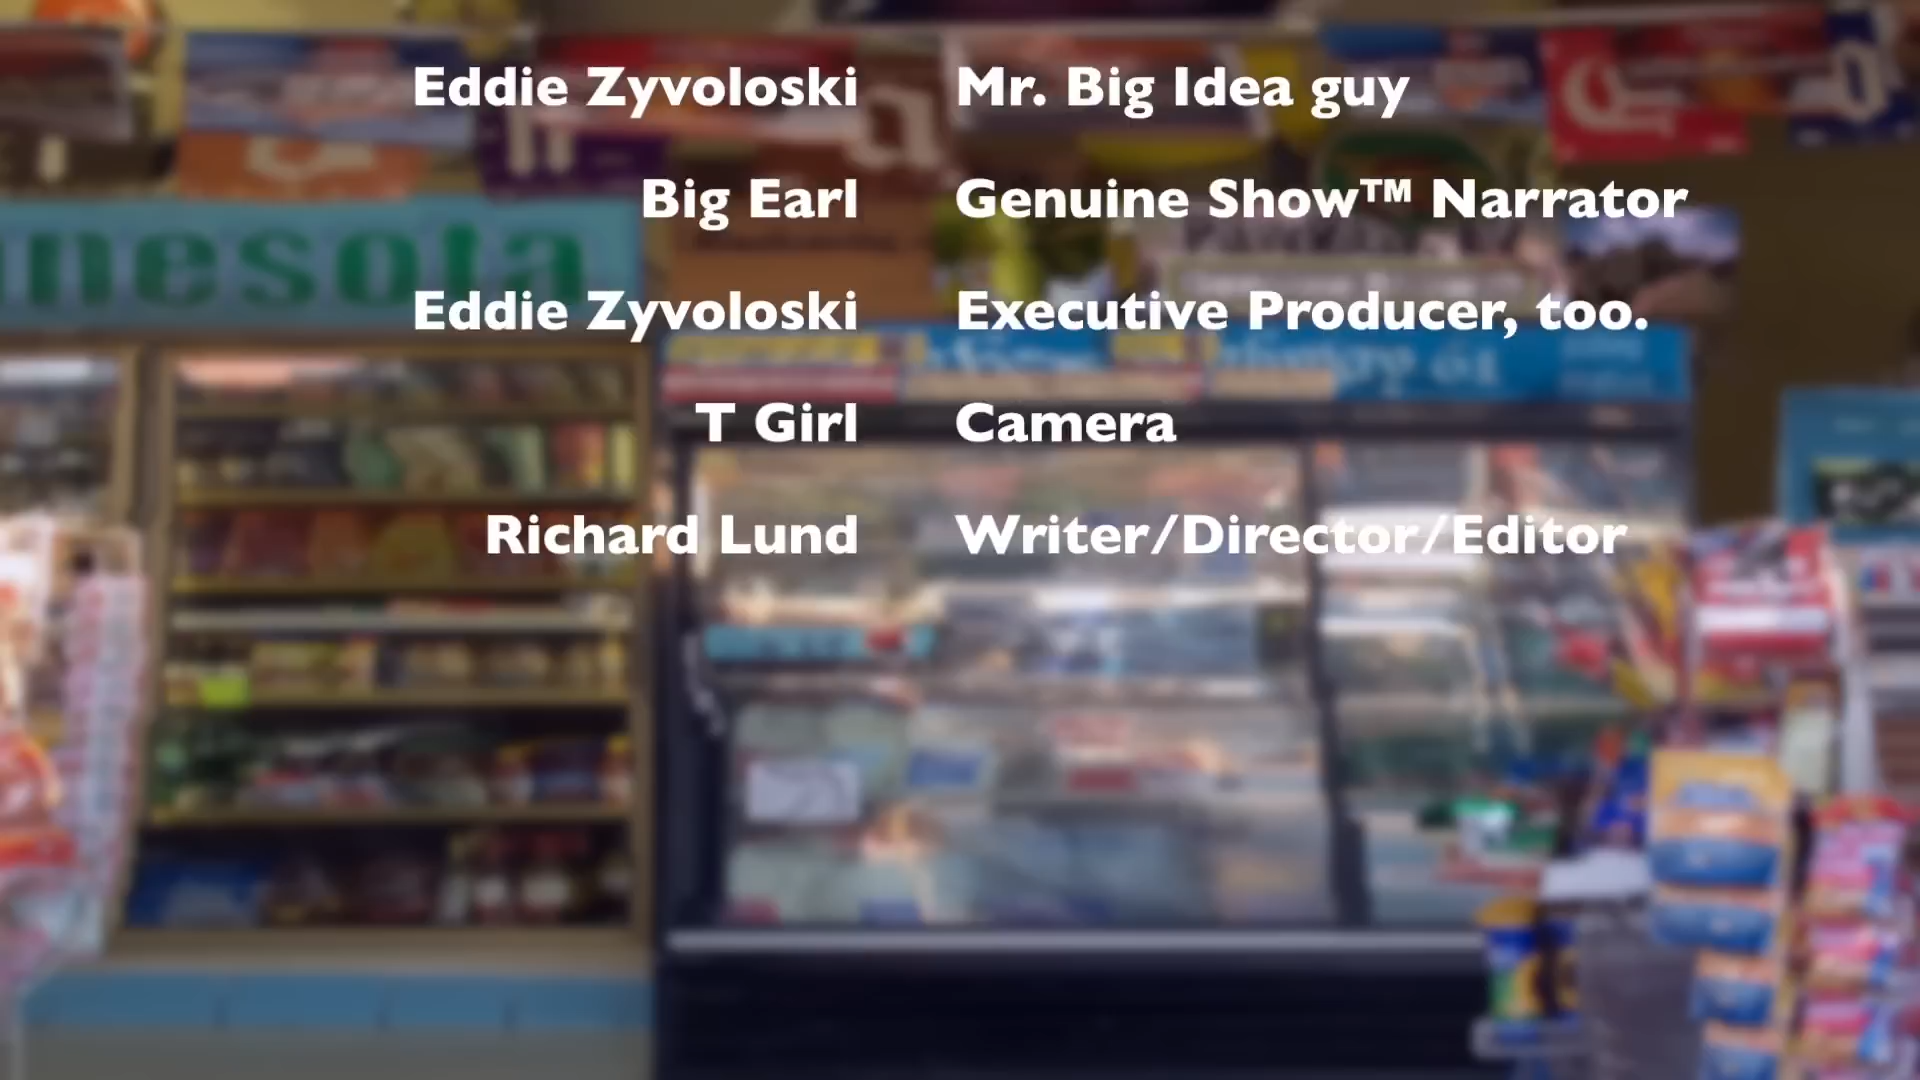 Eddie Zyvoloski Mr. Big Idea guy
Big Earl Genuine Show™ Narrator
Eddie Zyvoloski Executive Producer, too.
T Girl Camera
Richard Lund Writer/Director/Editor
nesota